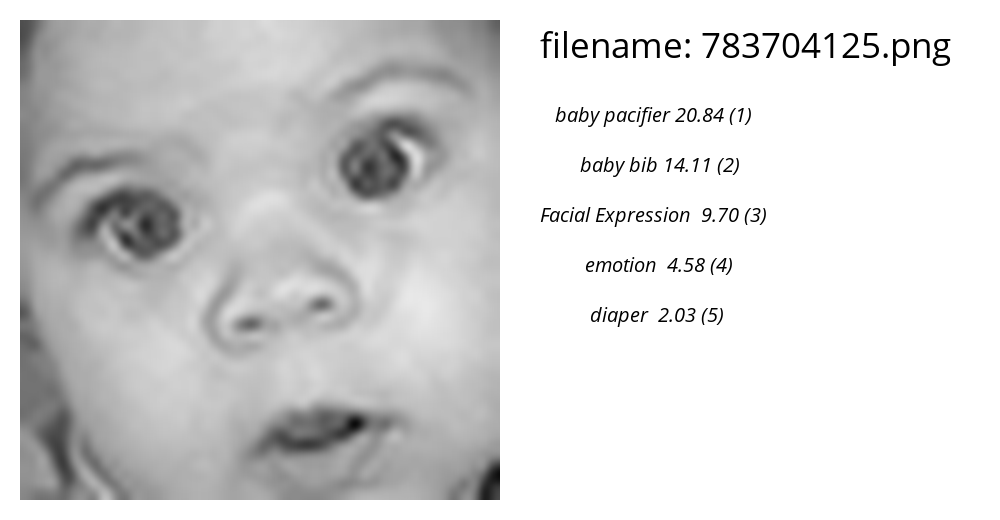 filename: 783704125.png
baby pacifier 20.84 (1)
baby bib 14.11 (2)
Facial Expression  9.70 (3)
emotion  4.58 (4)
diaper  2.03 (5)